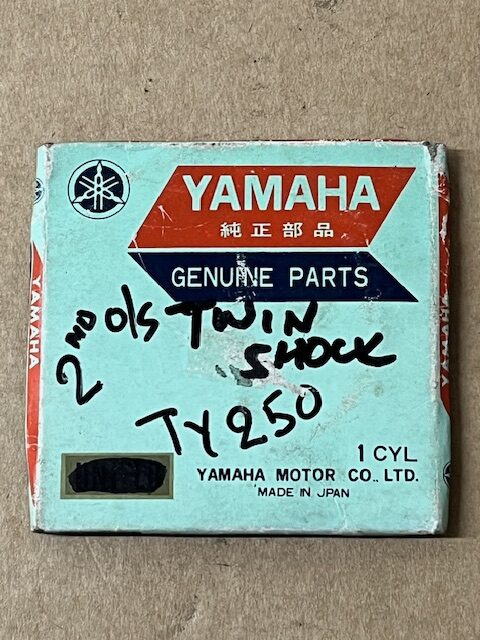 YAMAHA
純正部品
GENUINE PARTS
2ND O/S TWIN
SHOCK
TY250
1 CYL
YAMAHA MOTOR CO., LTD.
MADE IN JAPAN
YAMAHA
YAMAHA